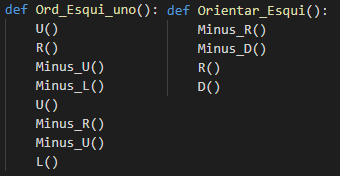 def Ord_Esqui_uno():
    U()
    R()
    Minus_U()
    Minus_L()
    U()
    Minus_R()
    Minus_U()
    L()
def Orientar_Esqui():
    Minus_R()
    Minus_D()
    R()
    D()